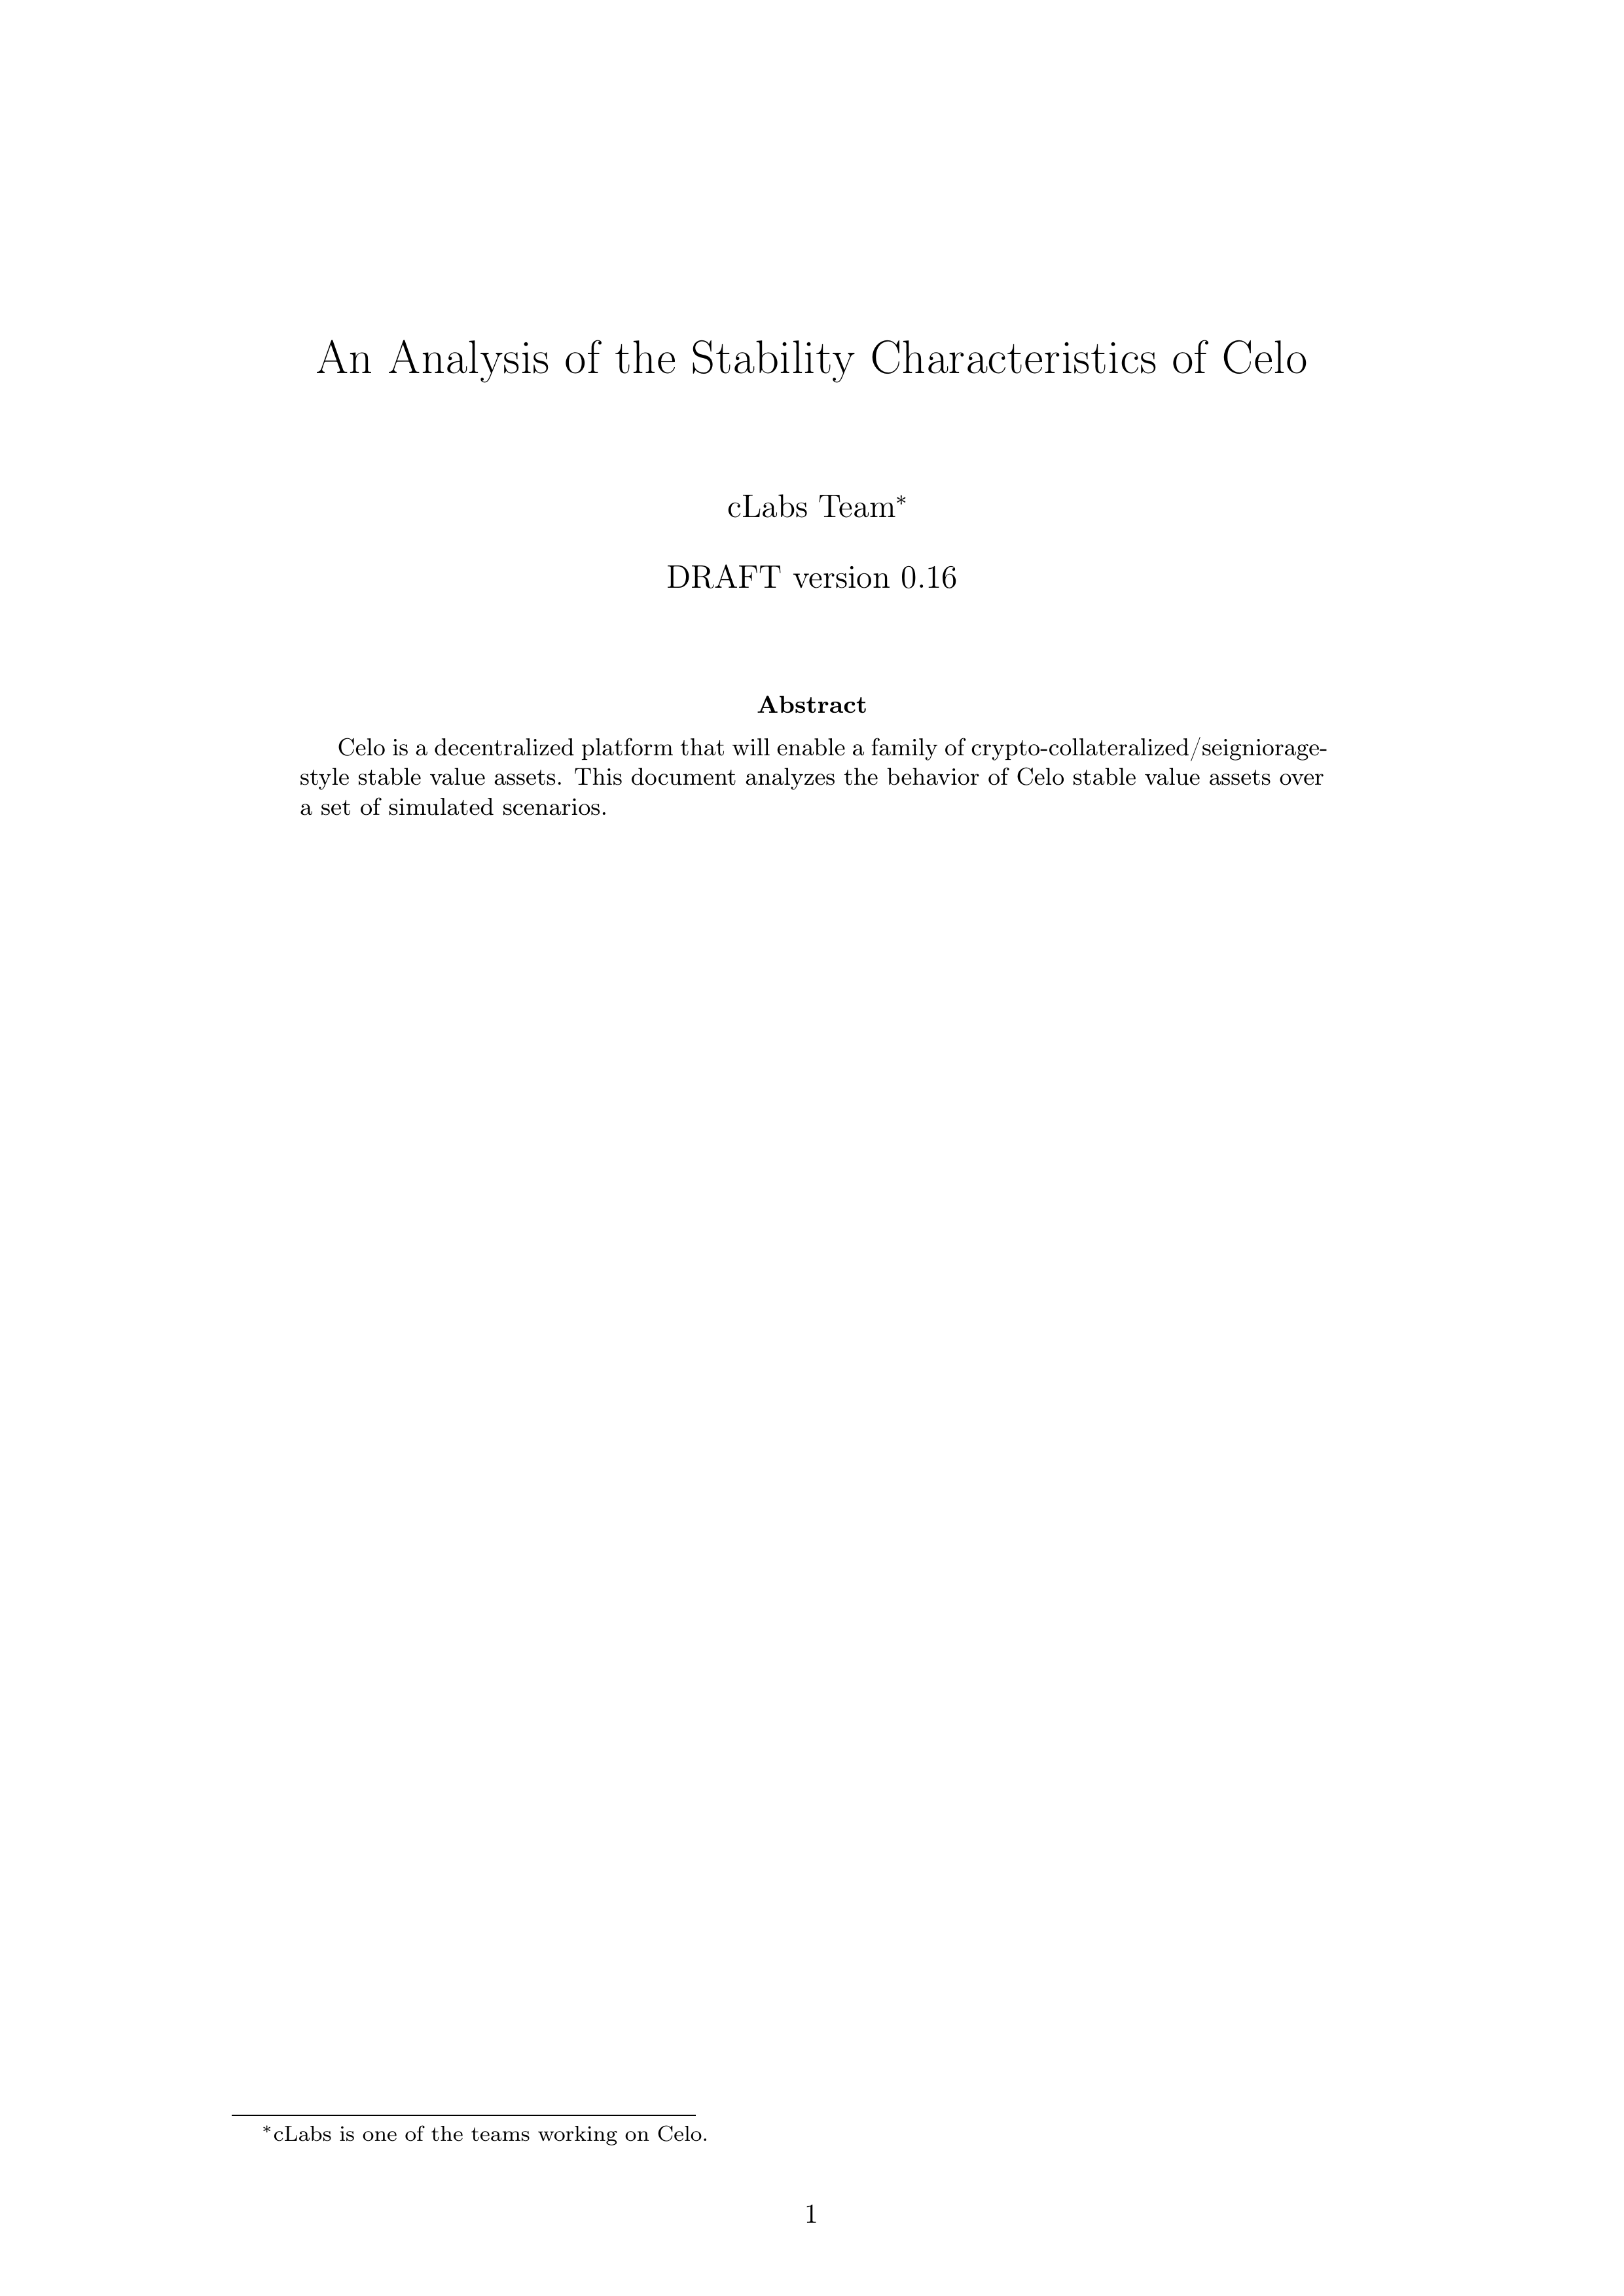 An Analysis of the Stability Characteristics of Celo
cLabs Team*
DRAFT version 0.16
Abstract
Celo is a decentralized platform that will enable a family of crypto-collateralized/seigniorage-
style stable value assets. This document analyzes the behavior of Celo stable value assets over
a set of simulated scenarios.
*cLabs is one of the teams working on Celo.
1